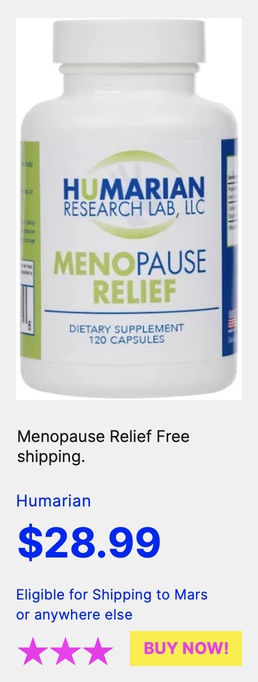 HUMARIAN
RESEARCH LAB, LLC
MENOPAUSE
RELIEF
DIETARY SUPPLEMENT
120 CAPSULES
Menopause Relief Free
shipping.
Humarian
$28.99
Eligible for Shipping to Mars
or anywhere else
BUY NOW!